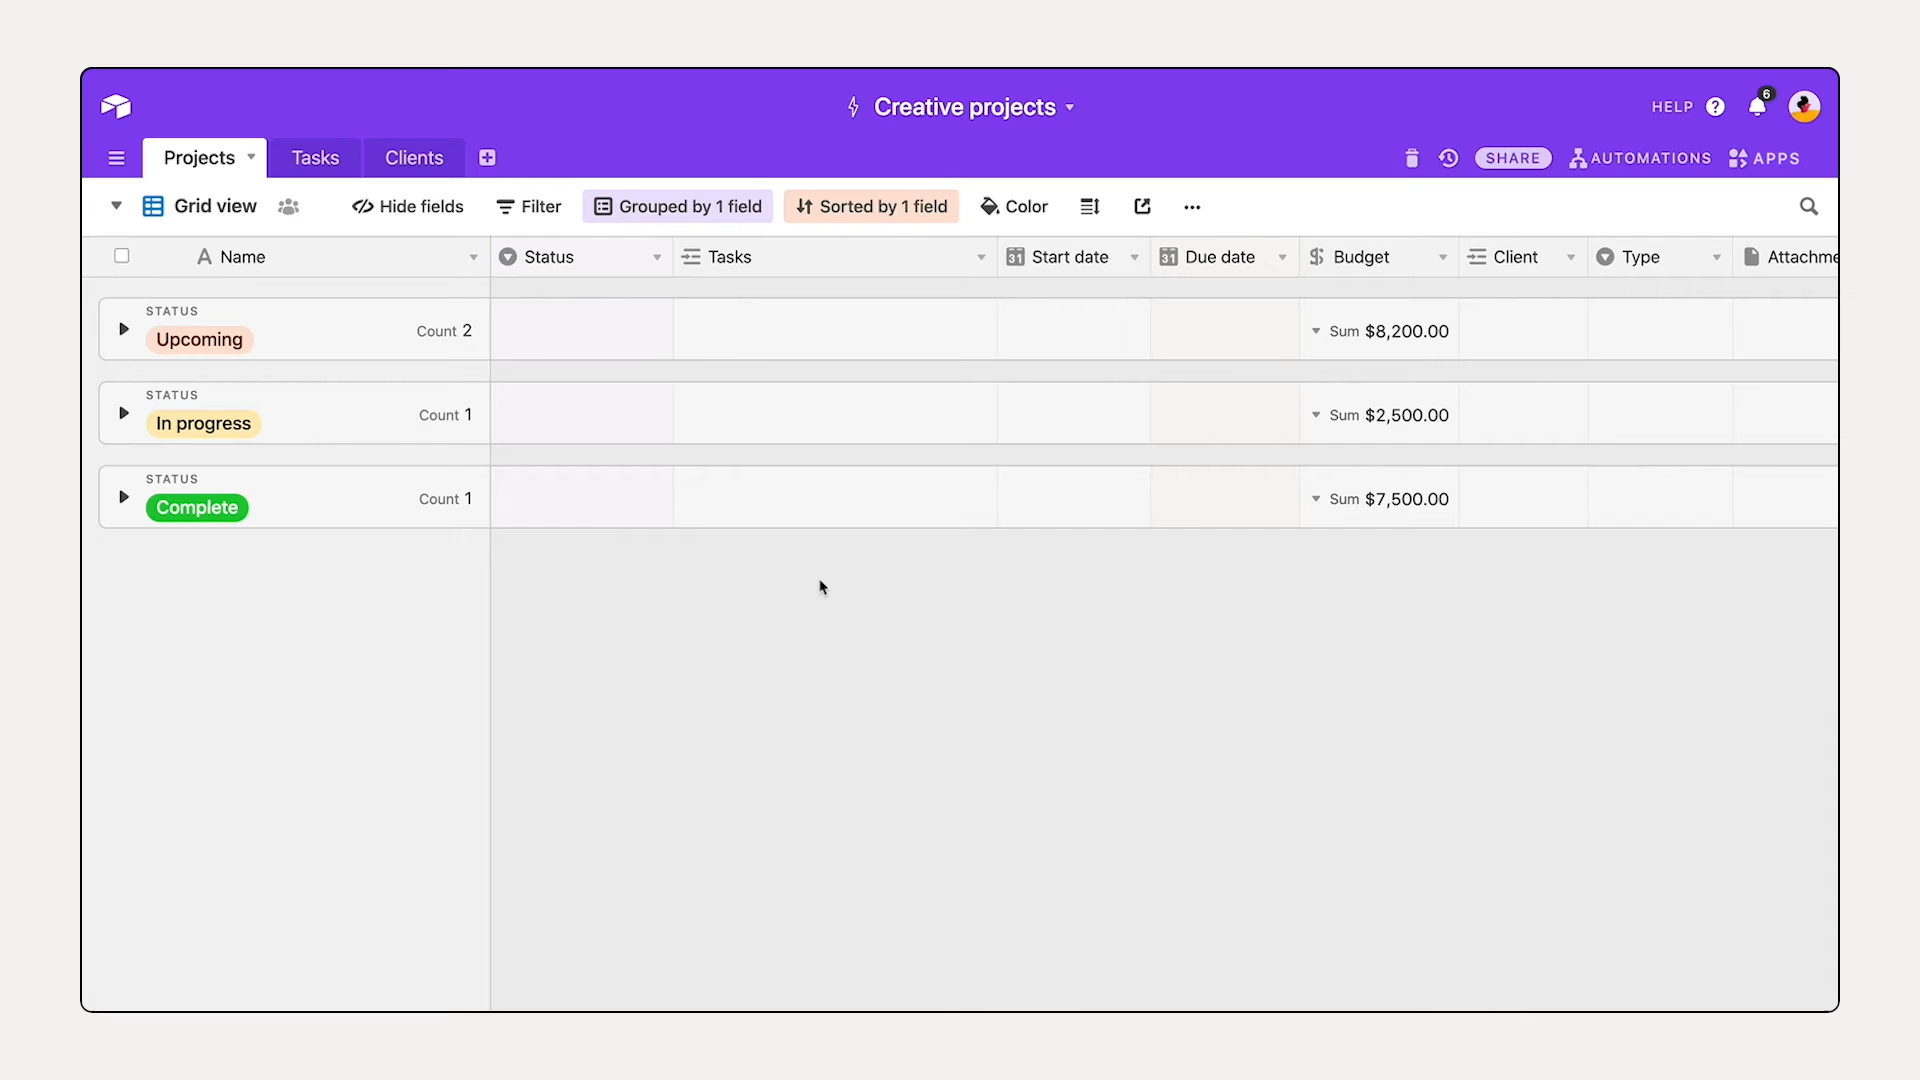 Creative projects
HELP ? 6
Projects Tasks Clients
SHARE AUTOMATIONS APPS
Grid view Hide fields Filter Grouped by 1 field Sorted by 1 field Color
A Name Status Tasks 31 Start date 31 Due date $ Budget Client Type Attachme
STATUS
Upcoming Count 2 Sum $8,200.00
STATUS
In progress Count 1 Sum $2,500.00
STATUS
Complete Count 1 Sum $7,500.00